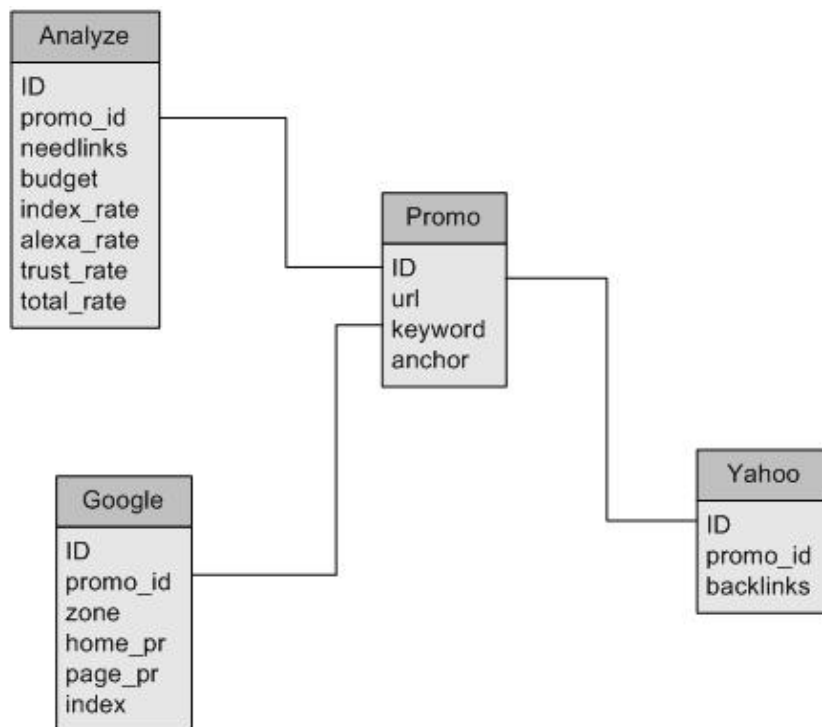 Analyze
ID
promo_id
needlinks
budget
index_rate
alexa_rate
trust_rate
total_rate
Promo
ID
url
keyword
anchor
Google
ID
promo_id
zone
home_pr
page_pr
index
Yahoo
ID
promo_id
backlinks